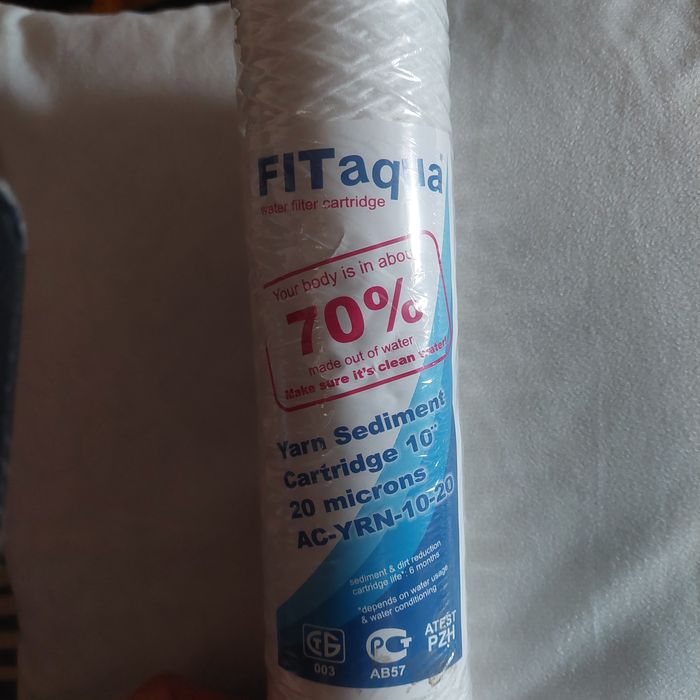 FITaqua
water filter cartridge
Your body is in about
70%
made out of water
Make sure it's clean water!
Yarn Sediment
Cartridge 10"
20 microns
AC-YRN-10-20
sediment & dirt reduction
cartridge life*: 6 months
*depends on water usage
& water conditioning
003
PCT
AB57
ATEST
PZH